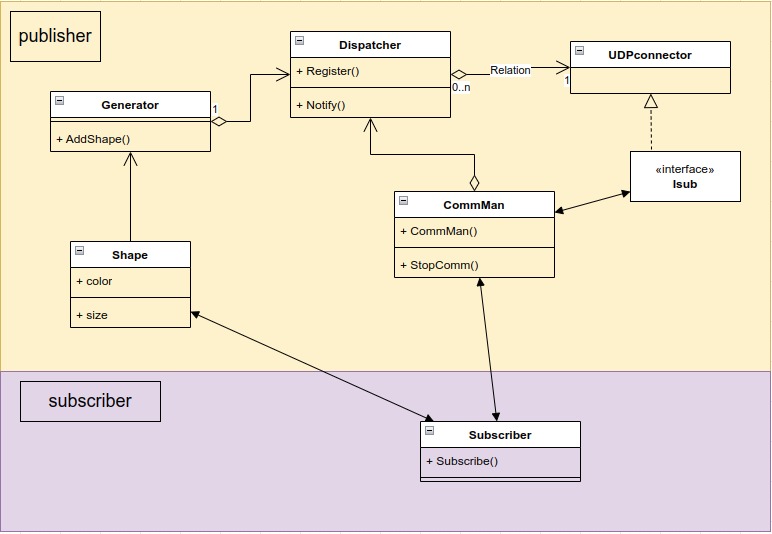 publisher
Dispatcher
+ Register()
+ Notify()
Relation
0..n
1
UDPconnector
Generator
1
+ AddShape()
«interface»
Isub
CommMan
+ CommMan()
+ StopComm()
Shape
+ color
+ size
subscriber
Subscriber
+ Subscribe()